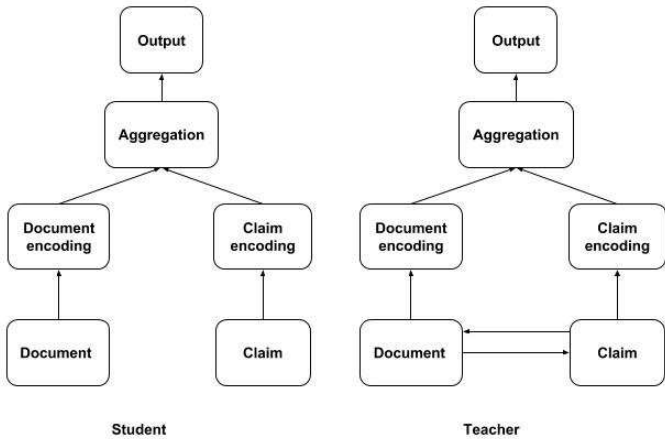 Output
Output
Aggregation
Aggregation
Document
encoding
Claim
encoding
Document
encoding
Claim
encoding
Document
Claim
Document
Claim
Student
Teacher